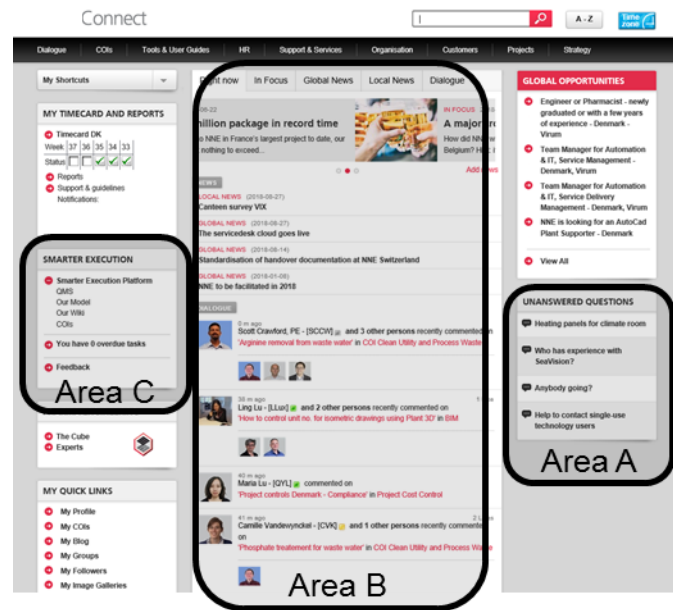 Connect
A - Z
Time zone
Dialogue COIs Tools & User Guides HR Support & Services Organisation Customers Projects Strategy
My Shortcuts
MY TIMECARD AND REPORTS
Timecard DK
Week 37 36 35 34 33
Status
Reports
Support & guidelines
Notifications:
SMARTER EXECUTION
Smarter Execution Platform
QMS
Our Model
Our Wiki
COIs
You have 0 overdue tasks
Feedback
Area C
The Cube
Experts
MY QUICK LINKS
My Profile
My COIs
My Blog
My Groups
My Followers
My Image Galleries
Right now In Focus Global News Local News Dialogue
08-22
illion package in record time
o NNE in France's largest project to date, our
nothing to exceed...
IN FOCUS
A major
How did NN
Belgium?
Add news
NEWS
LOCAL NEWS (2018-08-27)
Canteen survey VIX
GLOBAL NEWS (2018-08-27)
The servicedesk cloud goes live
GLOBAL NEWS (2018-08-14)
Standardisation of handover documentation at NNE Switzerland
GLOBAL NEWS (2018-01-08)
NNE to be facilitated in 2018
DIALOGUE
0 m ago
Scott Crawford, PE - [SCCW] and 3 other persons recently commented on
'Arginine removal from waste water' in COI Clean Utility and Process Waste
38 m ago
Ling Lu - [LLux] and 2 other persons recently commented on
'How to control unit no. for isometric drawings using Plant 3D' in BIM
40 m ago
Maria Lu - [QYL] commented on
'Project controls Denmark - Compliance' in Project Cost Control
41 m ago
Camille Vandewynckel - [CVK] and 1 other persons recently commented
on
'Phosphate treatement for waste water' in COI Clean Utility and Process Waste
Area B
GLOBAL OPPORTUNITIES
Engineer or Pharmacist - newly
graduated or with a few years
of experience - Denmark -
Virum
Team Manager for Automation
& IT, Service Management -
Denmark, Virum
Team Manager for Automation
& IT, Service Delivery
Management - Denmark, Virum
NNE is looking for an AutoCad
Plant Supporter - Denmark
View All
UNANSWERED QUESTIONS
Heating panels for climate room
Who has experience with
SeaVision?
Anybody going?
Help to contact single-use
technology users
Area A